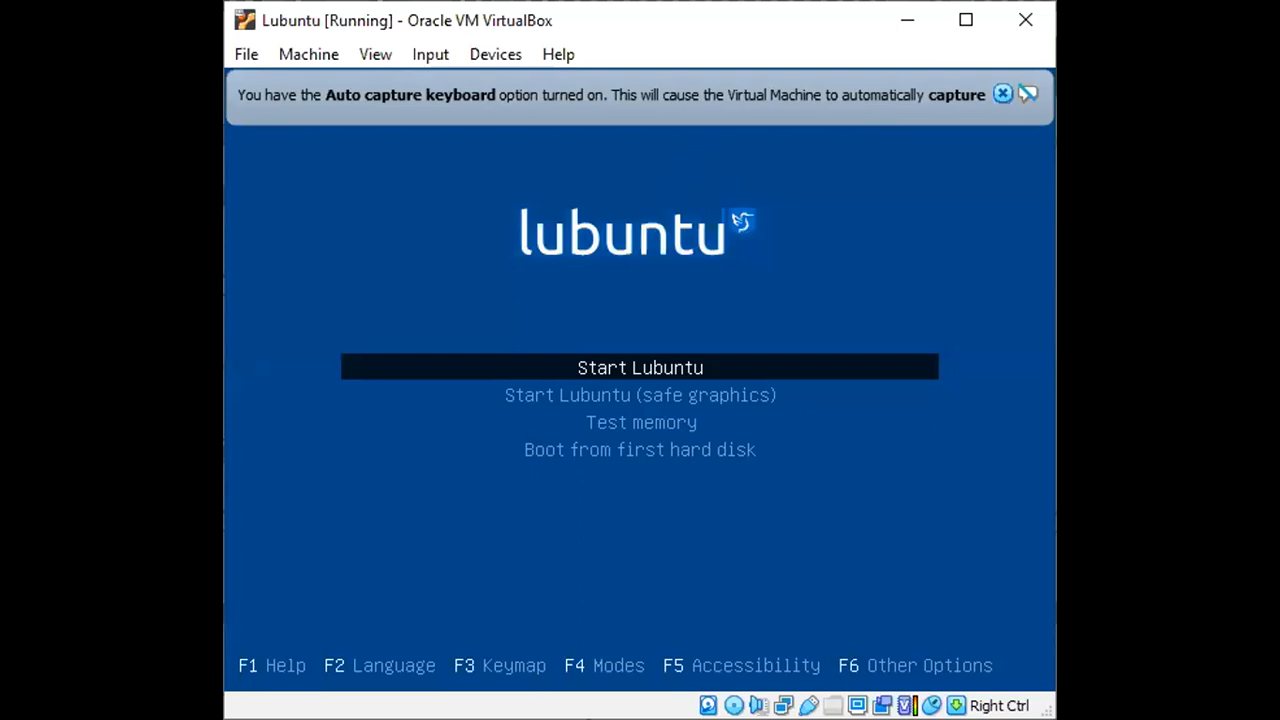 Lubuntu [Running] - Oracle VM VirtualBox
File Machine View Input Devices Help
You have the Auto capture keyboard option turned on. This will cause the Virtual Machine to automatically capture
lubuntu
Start Lubuntu
Start Lubuntu (safe graphics)
Test memory
Boot from first hard disk
F1 Help F2 Language F3 Keymap F4 Modes F5 Accessibility F6 Other Options
Right Ctrl